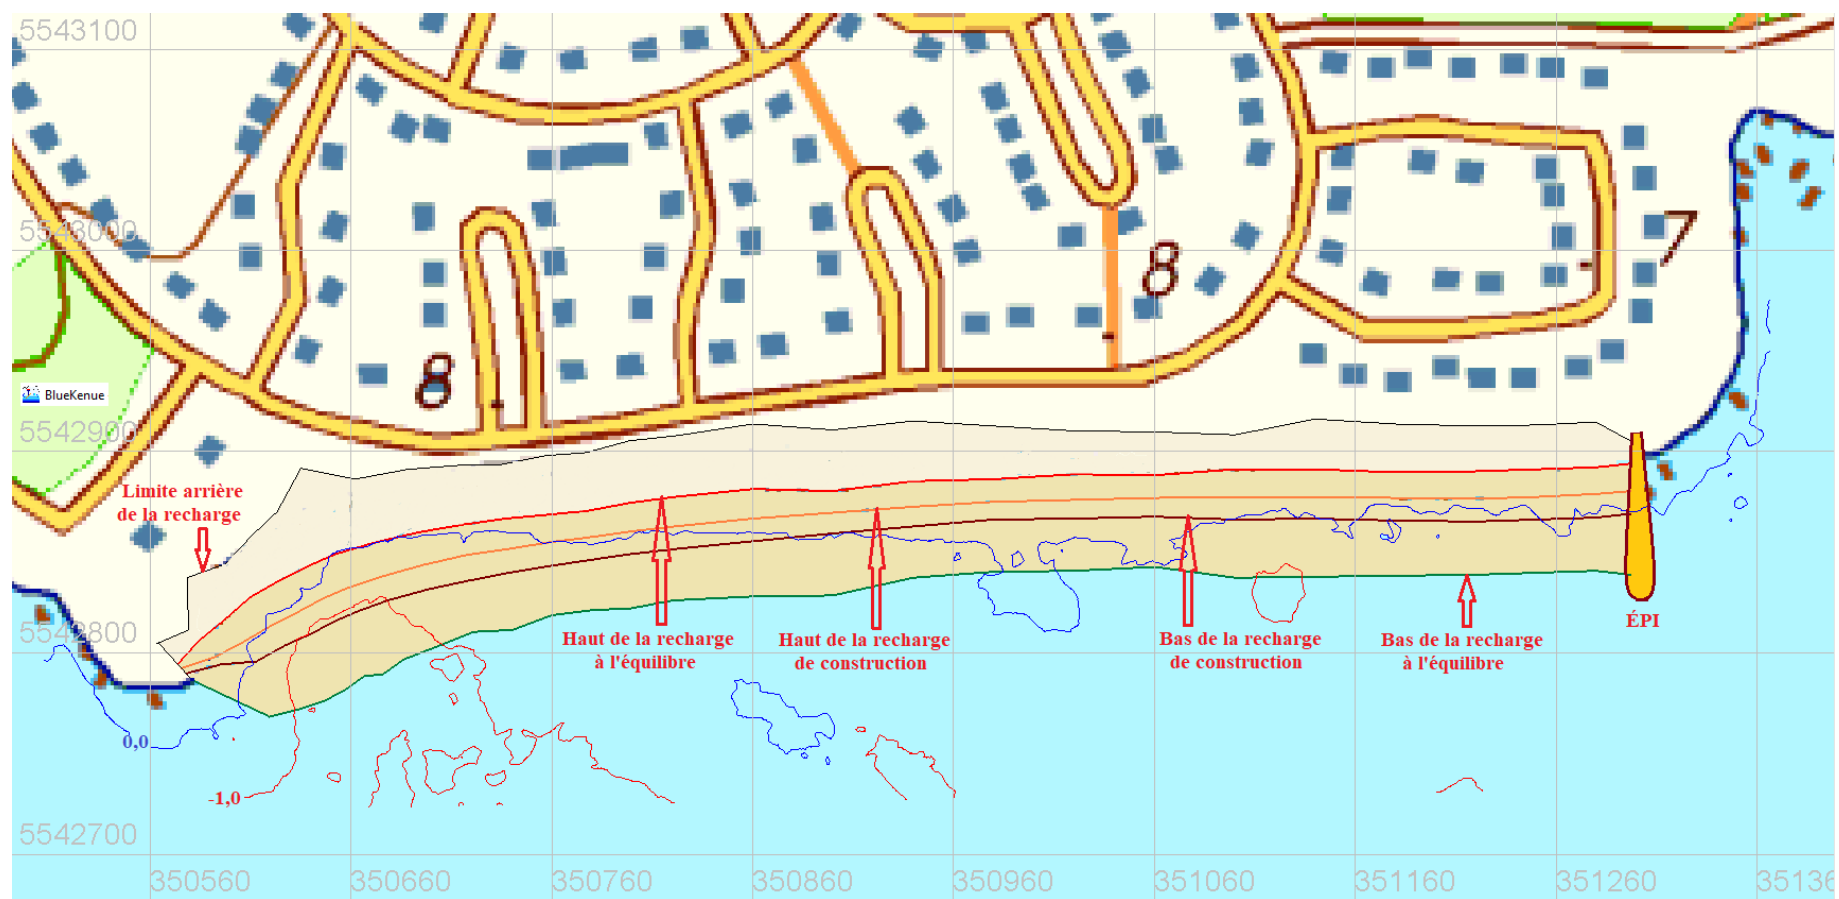 5543100
5543000
7
8
8
BlueKenue
5542900
Limite arrière
de la recharge
Haut de la recharge
à l'équilibre
Haut de la recharge
de construction
Bas de la recharge
de construction
Bas de la recharge
à l'équilibre
ÉPI
5542800
0,0
-1,0
5542700
350560
350660
350760
350860
350960
351060
351160
351260
35136